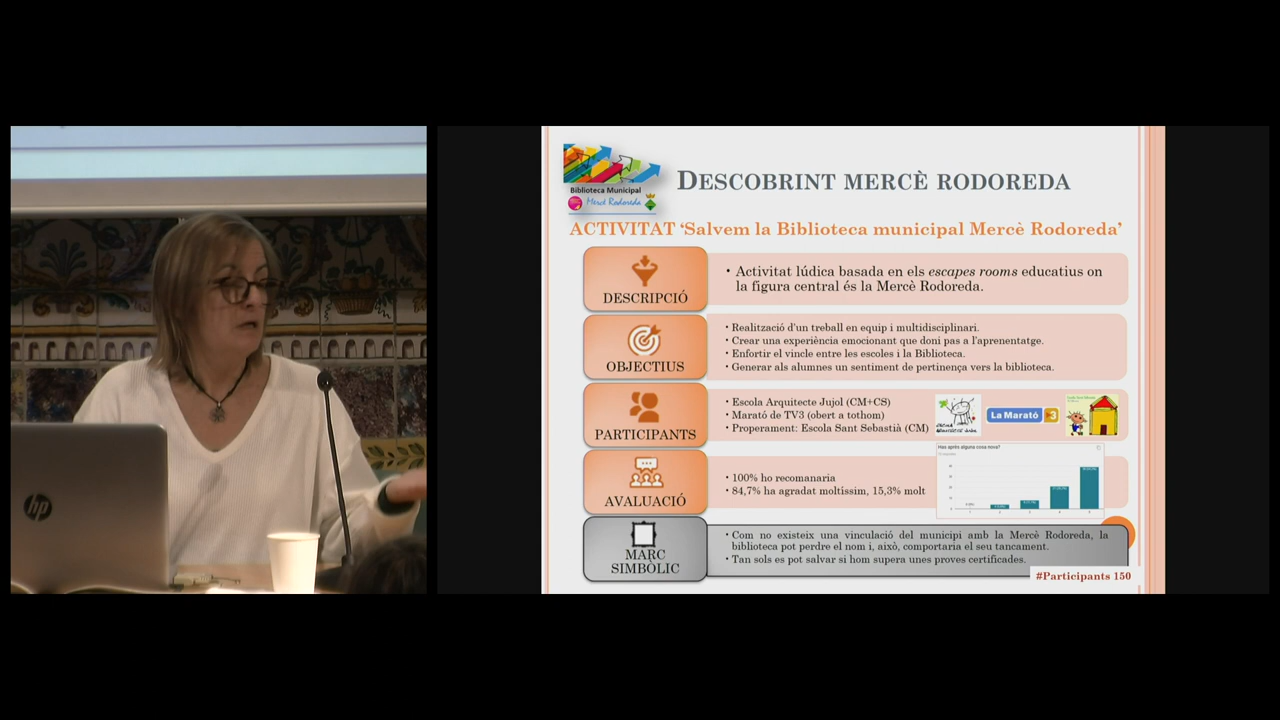 Biblioteca Municipal
Mercè Rodoreda
DESCOBRINT MERCÈ RODOREDA
ACTIVITAT ‘Salvem la Biblioteca municipal Mercè Rodoreda’
DESCRIPCIÓ
• Activitat lúdica basada en els escapes rooms educatius on
la figura central és la Mercè Rodoreda.
OBJECTIUS
• Realització d’un treball en equip i multidisciplinari.
• Crear una experiència emocionant que doni pas a l’aprenentatge.
• Enfortir el vincle entre les escoles i la Biblioteca.
• Generar als alumnes un sentiment de pertinença vers la biblioteca.
PARTICIPANTS
• Escola Arquitecte Jujol (CM+CS)
• Marató de TV3 (obert a tothom)
• Properament: Escola Sant Sebastià (CM)
La Marató 3
AVALUACIÓ
• 100% ho recomanaria
• 84,7% ha agradat moltíssim, 15,3% molt
Has après alguna cosa nova?
MARC
SIMBÒLIC
• Com no existeix una vinculació del municipi amb la Mercè Rodoreda, la
biblioteca pot perdre el nom i, això, comportaria el seu tancament.
• Tan sols es pot salvar si hom supera unes proves certificades.
#Participants 150
hp